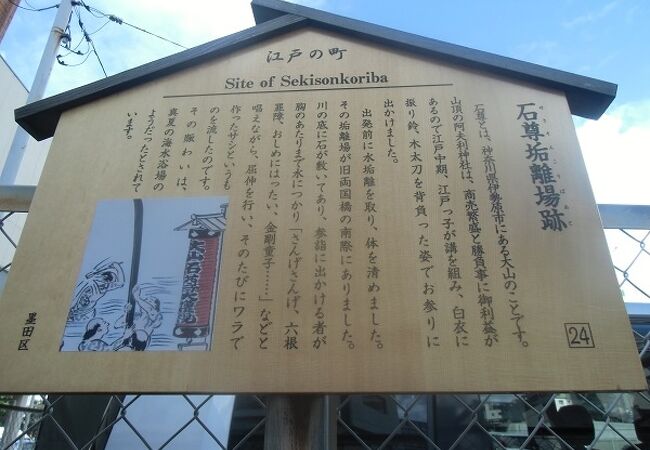 江戸の町
Site of Sekisonkoriba
石尊垢離場跡
せきそんこりばあと
石尊とは、神奈川県伊勢原市にある大山のことです。
山頂の阿夫利神社は、商売繁盛と勝負事に御利益が
あるので江戸中期、江戸っ子が講を組み、白衣に
振り鈴、木太刀を背負った姿でお参りに
出かけました。
出発前に水垢離を取り、体を清めました。
その垢離場が旧両国橋の南際にありました。
川の底に石が敷いてあり、参詣に出かける者が
胸のあたりまで水につかり「さんげさんげ、六根
罪障、おしめにはったい、金剛童子……」などと
唱えながら、屈伸を行い、そのたびにワラで
作ったサシというも
のを流したのです。
その賑わいは、
真夏の海水浴場の
ようだったとされて
います。
墨田区
24